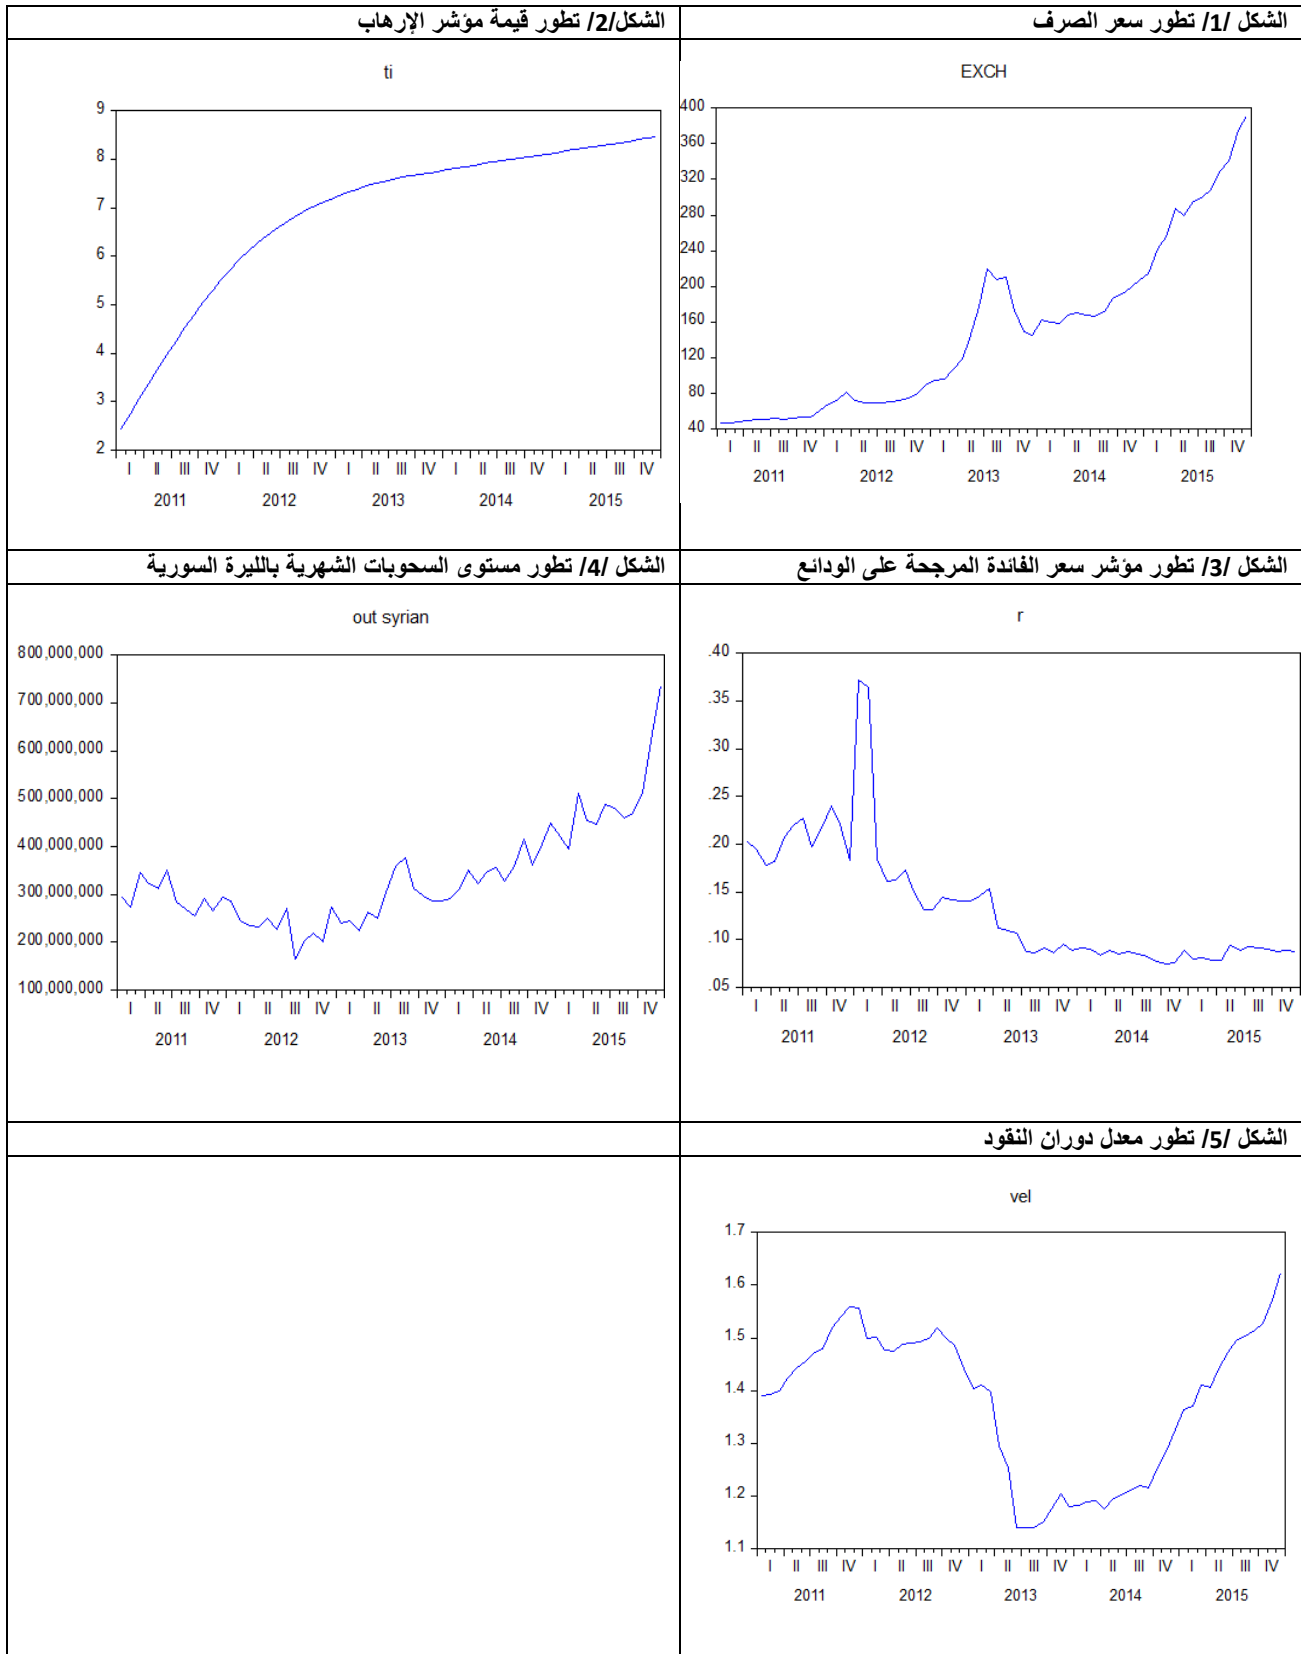 الشكل /1/ تطور سعر الصرف
الشكل/2/ تطور قيمة مؤشر الإرهاب
EXCH
400
360
320
280
240
200
160
120
80
40
I II III IV I II III IV I II III IV I II III IV I II III IV
2011 2012 2013 2014 2015
ti
9
8
7
6
5
4
3
2
I II III IV I II III IV I II III IV I II III IV I II III IV
2011 2012 2013 2014 2015
الشكل /3/ تطور مؤشر سعر الفائدة المرجحة على الودائع
الشكل /4/ تطور مستوى السحوبات الشهرية بالليرة السورية
r
.40
.35
.30
.25
.20
.15
.10
.05
I II III IV I II III IV I II III IV I II III IV I II III IV
2011 2012 2013 2014 2015
out syrian
800,000,000
700,000,000
600,000,000
500,000,000
400,000,000
300,000,000
200,000,000
100,000,000
I II III IV I II III IV I II III IV I II III IV I II III IV
2011 2012 2013 2014 2015
الشكل /5/ تطور معدل دوران النقود
vel
1.7
1.6
1.5
1.4
1.3
1.2
1.1
I II III IV I II III IV I II III IV I II III IV I II III IV
2011 2012 2013 2014 2015